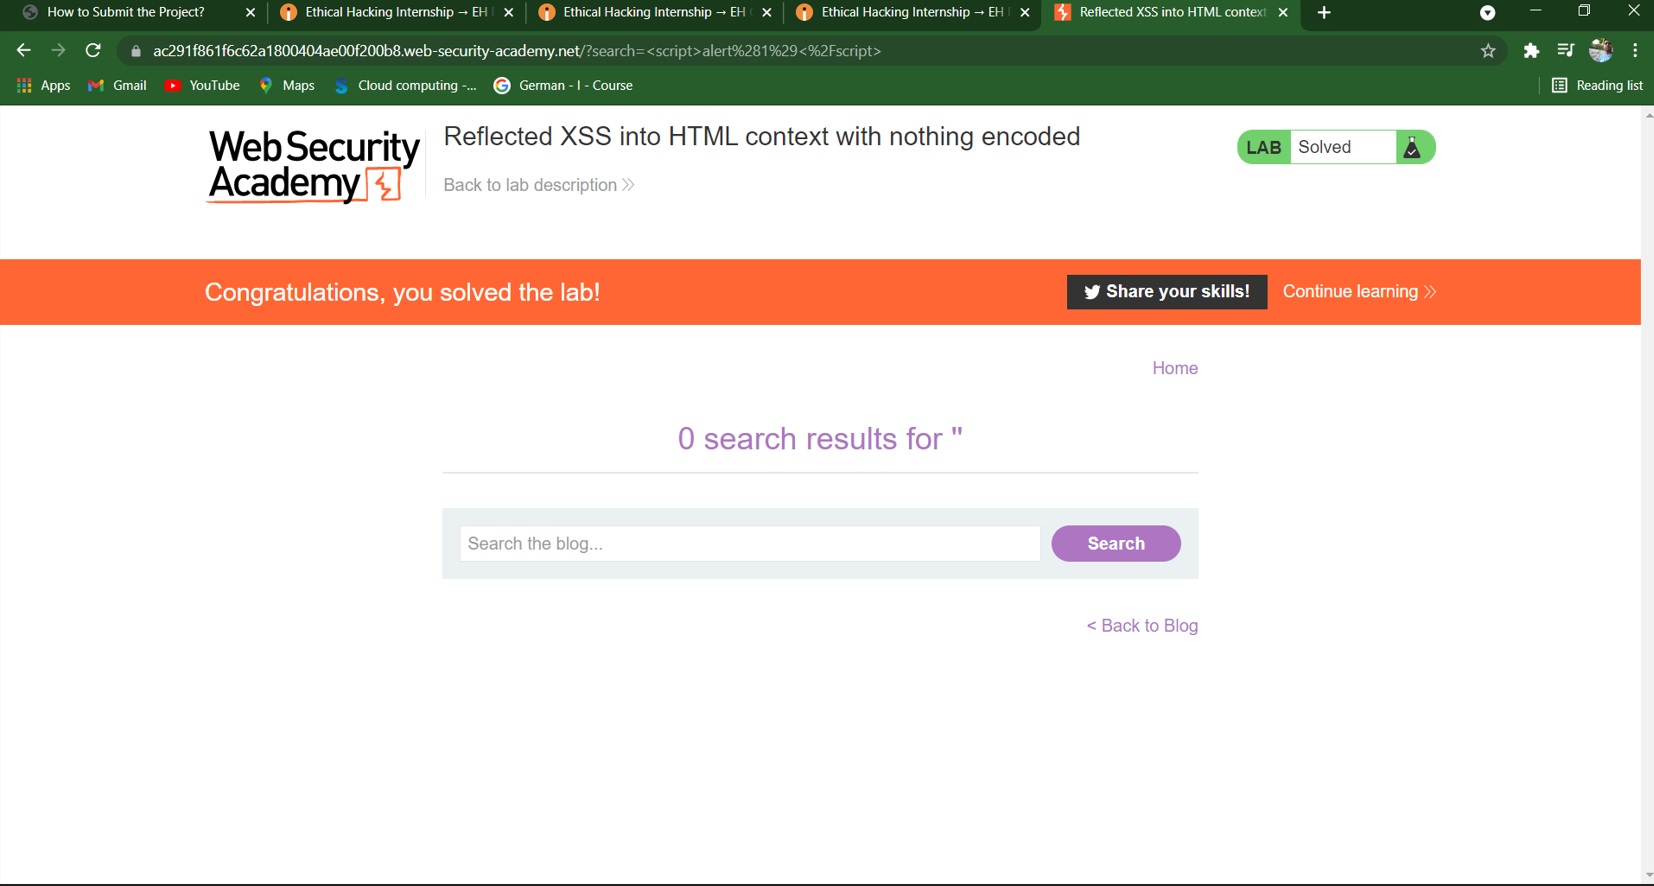 How to Submit the Project?
Ethical Hacking Internship → EH
Ethical Hacking Internship → EH
Ethical Hacking Internship → EH
Reflected XSS into HTML context
ac291f861f6c62a1800404ae00f200b8.web-security-academy.net/?search=<script>alert%281%29<%2Fscript>
Apps
Gmail
YouTube
Maps
Cloud computing -...
German - I - Course
Reading list
Web Security
Academy
Reflected XSS into HTML context with nothing encoded
Back to lab description >>
LAB Solved
Congratulations, you solved the lab!
Share your skills!
Continue learning >>
Home
0 search results for ''
Search the blog...
Search
< Back to Blog